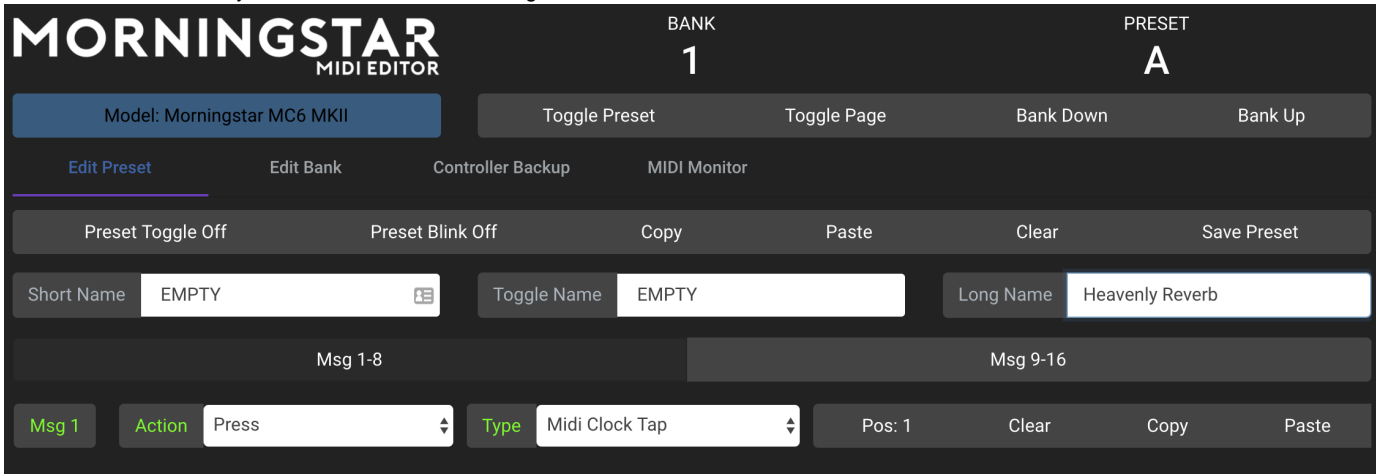 MORNINGSTAR
MIDI EDITOR
BANK
1
PRESET
A
Model: Morningstar MC6 MKII
Toggle Preset
Toggle Page
Bank Down
Bank Up
Edit Preset
Edit Bank
Controller Backup
MIDI Monitor
Preset Toggle Off
Preset Blink Off
Copy
Paste
Clear
Save Preset
Short Name EMPTY
Toggle Name EMPTY
Long Name Heavenly Reverb
Msg 1-8
Msg 9-16
Msg 1
Action Press
Type Midi Clock Tap
Pos: 1
Clear
Copy
Paste